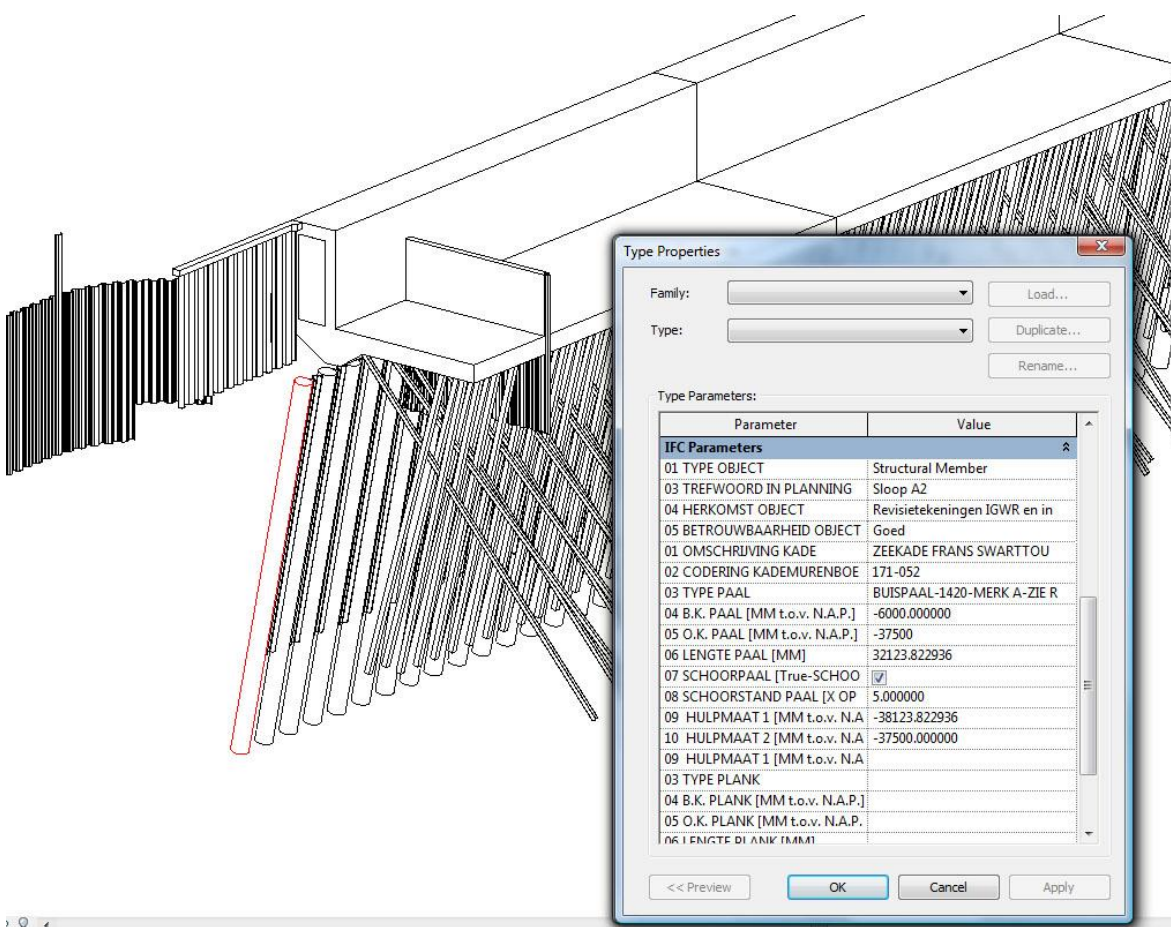 Type Properties
Family:
Load...
Type:
Duplicate...
Rename...
Type Parameters:
Parameter Value
IFC Parameters
01 TYPE OBJECT Structural Member
03 TREFWOORD IN PLANNING Sloop A2
04 HERKOMST OBJECT Revisietekeningen IGWR en in
05 BETROUWBAARHEID OBJECT Goed
01 OMSCHRIJVING KADE ZEEKADE FRANS SWARTTOU
02 CODERING KADEMURENBOE 171-052
03 TYPE PAAL BUISPAAL-1420-MERK A-ZIE R
04 B.K. PAAL [MM t.o.v. N.A.P.] -6000.000000
05 O.K. PAAL [MM t.o.v. N.A.P.] -37500
06 LENGTE PAAL [MM] 32123.822936
07 SCHOORPAAL [True-SCHOO
08 SCHOORSTAND PAAL [X OP 5.000000
09 HULPMAAT 1 [MM t.o.v. N.A -38123.822936
10 HULPMAAT 2 [MM t.o.v. N.A -37500.000000
09 HULPMAAT 1 [MM t.o.v. N.A
03 TYPE PLANK
04 B.K. PLANK [MM t.o.v. N.A.P.]
05 O.K. PLANK [MM t.o.v. N.A.P.
06 LENGTE PLANK [MM]
<< Preview OK Cancel Apply